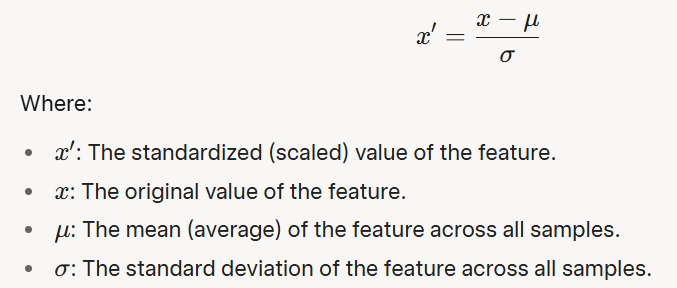 x′ = (x − μ) / σ
Where:
• x′: The standardized (scaled) value of the feature.
• x: The original value of the feature.
• μ: The mean (average) of the feature across all samples.
• σ: The standard deviation of the feature across all samples.